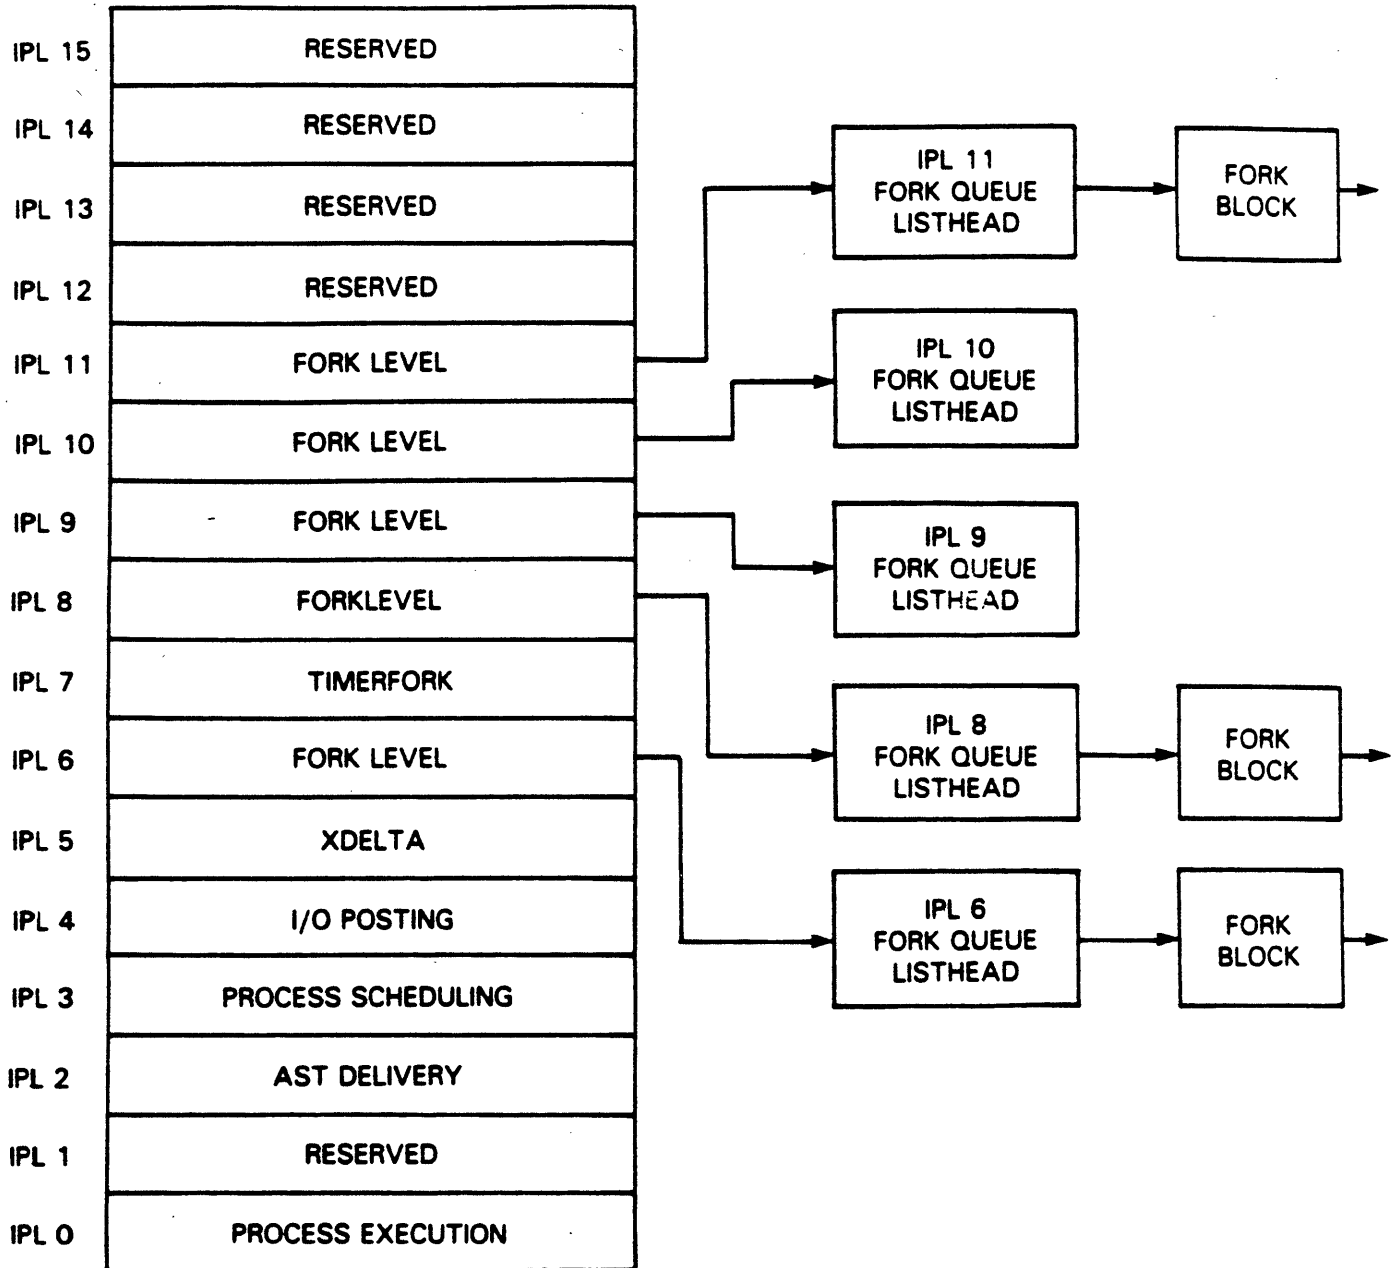 IPL 15
RESERVED
IPL 14
RESERVED
IPL 13
RESERVED
IPL 12
RESERVED
IPL 11
FORK LEVEL
IPL 10
FORK LEVEL
IPL 9
FORK LEVEL
IPL 8
FORKLEVEL
IPL 7
TIMERFORK
IPL 6
FORK LEVEL
IPL 5
XDELTA
IPL 4
I/O POSTING
IPL 3
PROCESS SCHEDULING
IPL 2
AST DELIVERY
IPL 1
RESERVED
IPL 0
PROCESS EXECUTION
IPL 11
FORK QUEUE
LISTHEAD
FORK
BLOCK
IPL 10
FORK QUEUE
LISTHEAD
IPL 9
FORK QUEUE
LISTHEAD
IPL 8
FORK QUEUE
LISTHEAD
FORK
BLOCK
IPL 6
FORK QUEUE
LISTHEAD
FORK
BLOCK